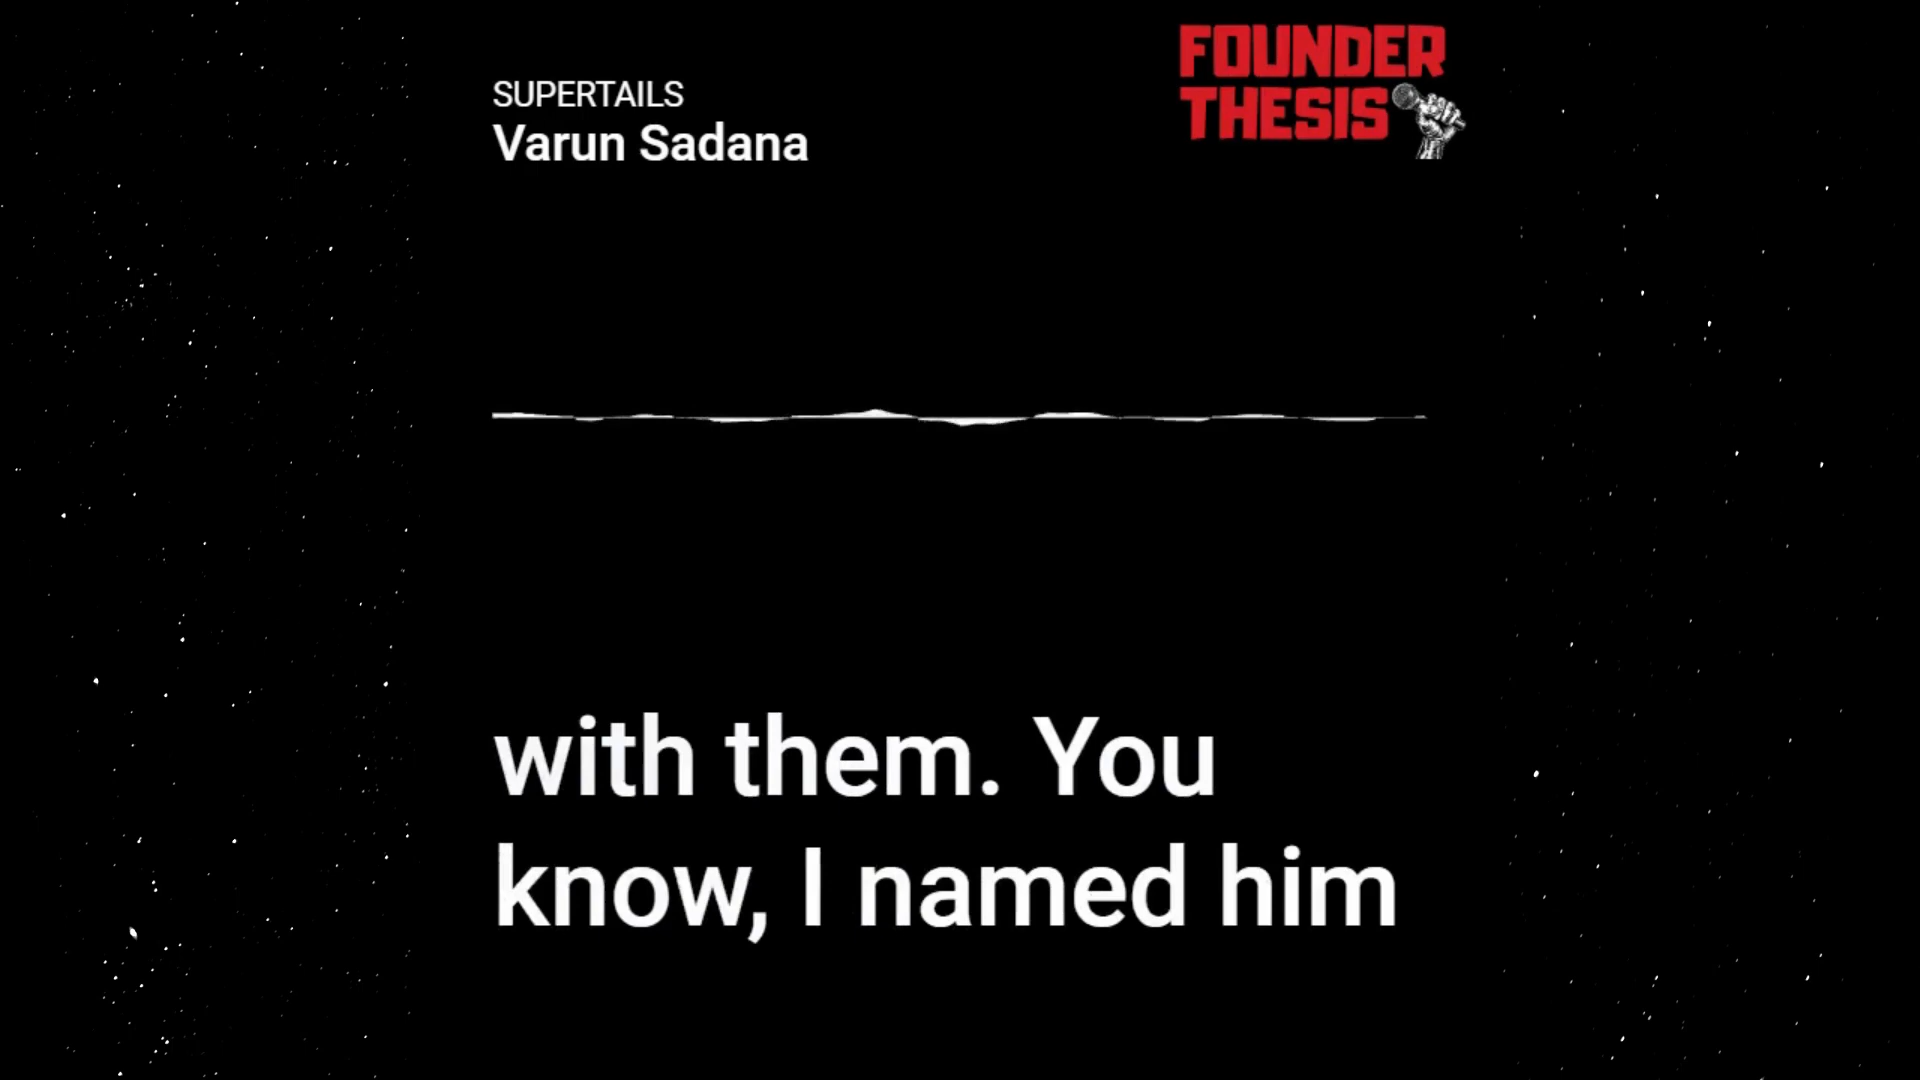 SUPERTAILS
Varun Sadana
FOUNDER
THESIS
with them. You
know, I named him